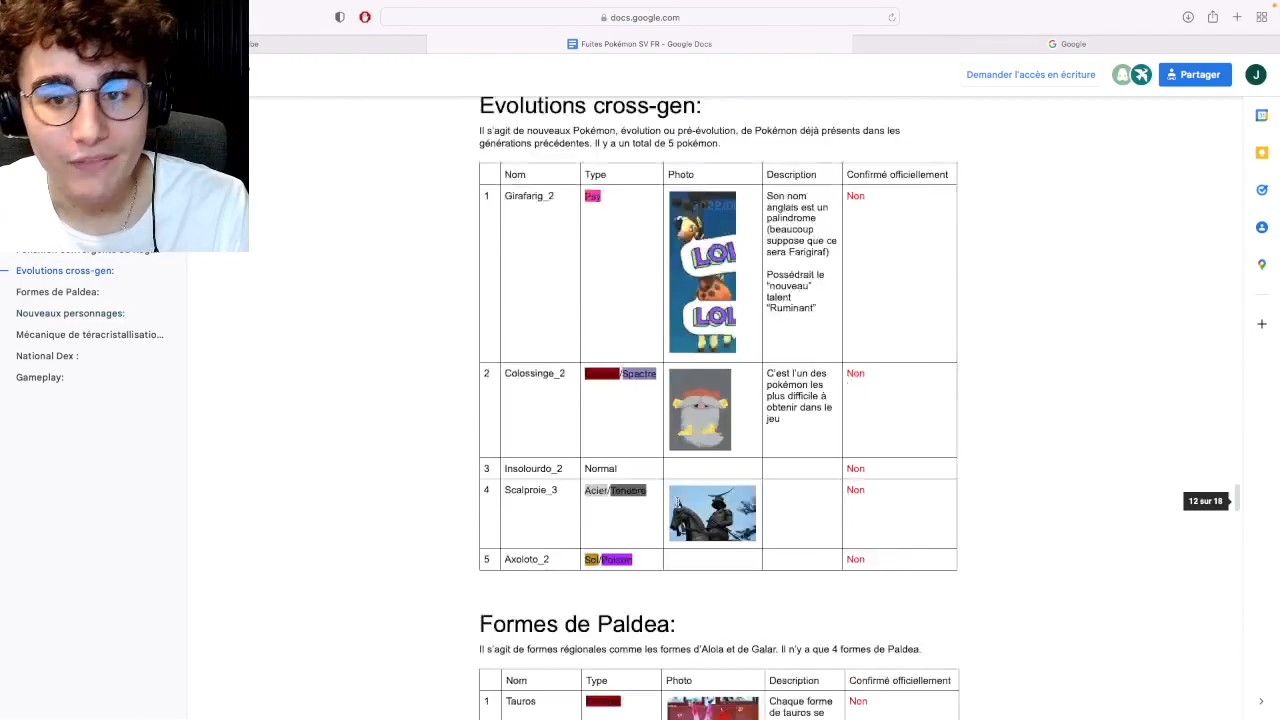 docs.google.com
be
Fuites Pokémon SV FR - Google Docs
Google
Demander l'accès en écriture
Partager
J
Evolutions cross-gen:
Il s'agit de nouveaux Pokémon, évolution ou pré-évolution, de Pokémon déjà présents dans les
générations précédentes. Il y a un total de 5 pokémon.
Nom Type Photo Description Confirmé officiellement
1 Girafarig_2 Psy Son nom Non
anglais est un
palindrome
(beaucoup
suppose que ce
sera Farigiraf)
Possédrait le
"nouveau"
talent
"Ruminant"
LOL
LOL
2 Colossinge_2 /Spectre C'est l'un des Non
pokémon les
plus difficile à
obtenir dans le
jeu
3 Insolourdo_2 Normal Non
4 Scalproie_3 Acier/ Non
5 Axoloto_2 Sol/Poison Non
Formes de Paldea:
Il s'agit de formes régionales comme les formes d'Alola et de Galar. Il n'y a que 4 formes de Paldea.
Nom Type Photo Description Confirmé officiellement
1 Tauros Chaque forme Non
de tauros se
Evolutions cross-gen:
Formes de Paldea:
Nouveaux personnages:
Mécanique de téracristallisatio...
National Dex :
Gameplay:
12 sur 18